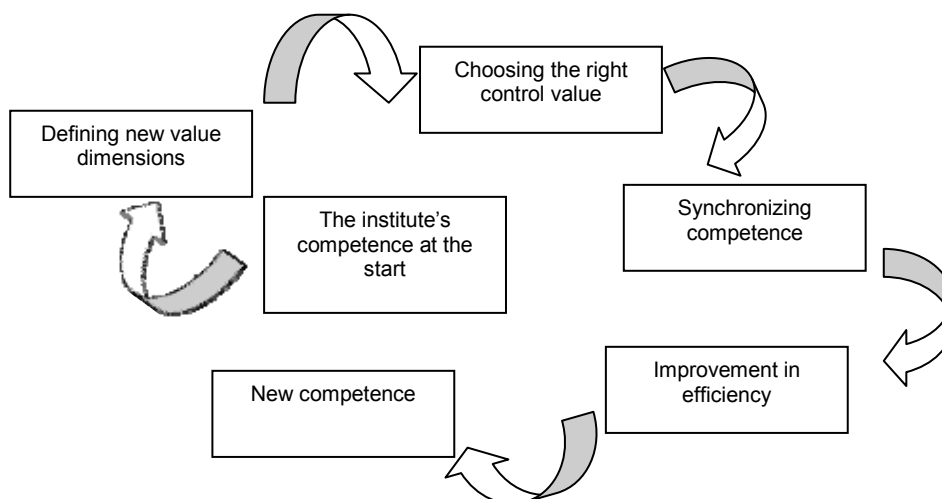 Choosing the right
control value
Defining new value
dimensions
The institute’s
competence at the
start
Synchronizing
competence
Improvement in
efficiency
New competence